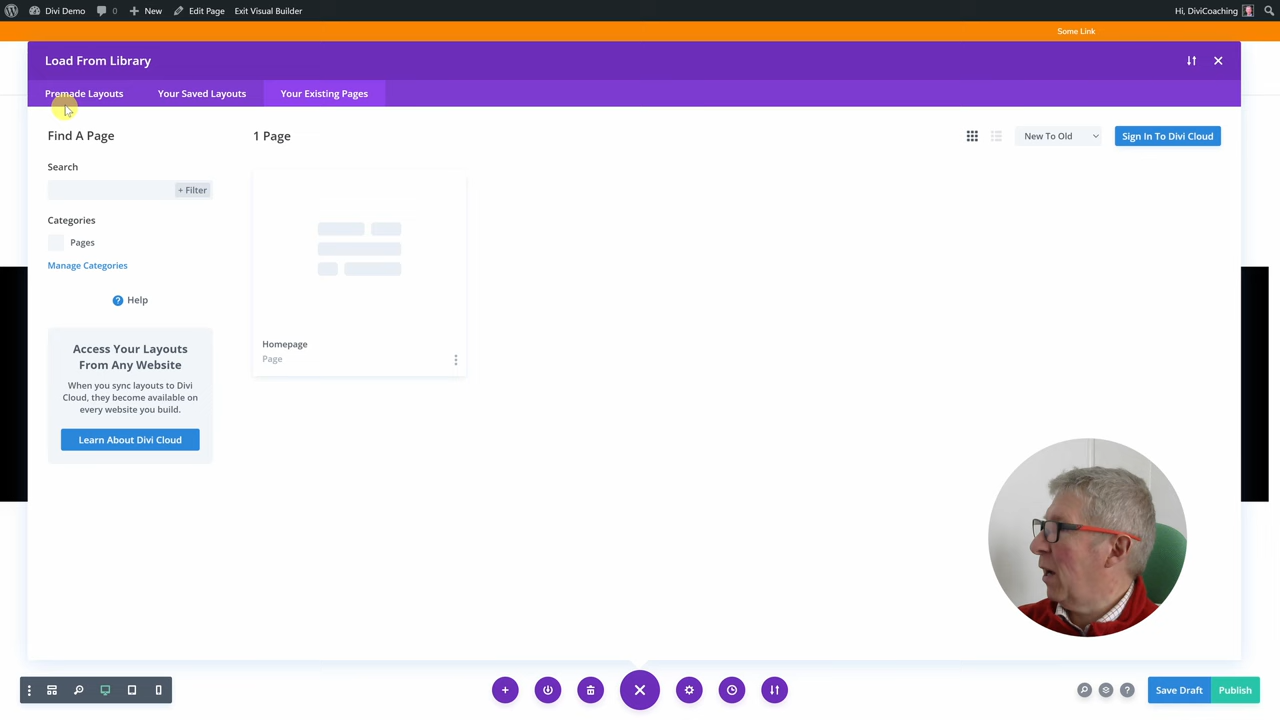 Divi Demo
0
New
Edit Page
Exit Visual Builder
Hi, DiviCoaching
Some Link
Load From Library
Premade Layouts
Your Saved Layouts
Your Existing Pages
Find A Page
1 Page
New To Old
Sign In To Divi Cloud
Search
+ Filter
Categories
Pages
Manage Categories
? Help
Access Your Layouts
From Any Website
When you sync layouts to Divi
Cloud, they become available on
every website you build.
Learn About Divi Cloud
Homepage
Page
?
Save Draft
Publish